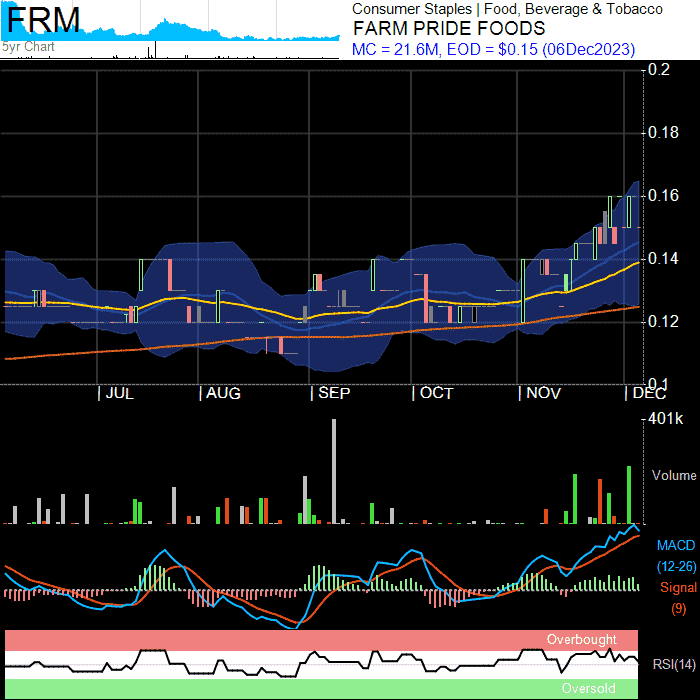 FRM
5yr Chart
Consumer Staples | Food, Beverage & Tobacco
FARM PRIDE FOODS
MC = 21.6M, EOD = $0.15 (06Dec2023)
0.2
0.18
0.16
0.14
0.12
0.1
| JUL | AUG | SEP | OCT | NOV | DEC
401k
Volume
MACD
(12-26)
Signal
(9)
Overbought
RSI(14)
Oversold